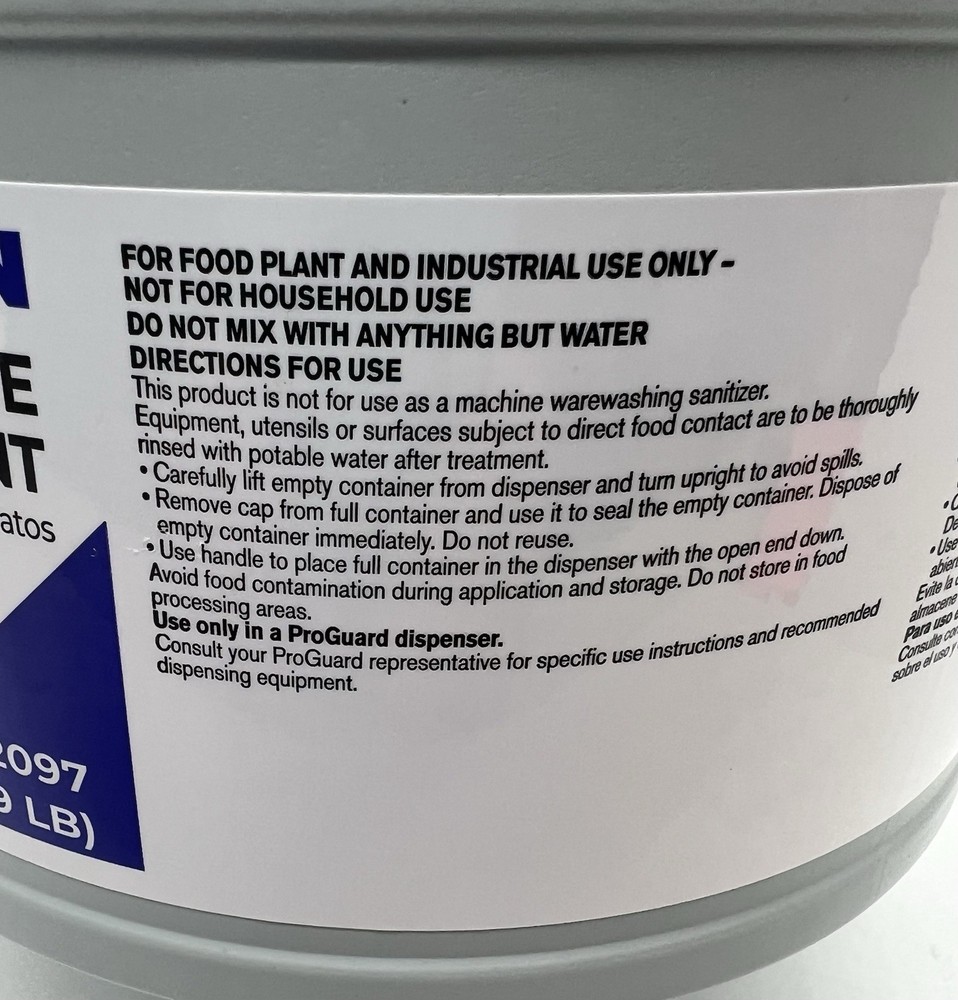 FOR FOOD PLANT AND INDUSTRIAL USE ONLY –
NOT FOR HOUSEHOLD USE
DO NOT MIX WITH ANYTHING BUT WATER
DIRECTIONS FOR USE
This product is not for use as a machine warewashing sanitizer.
Equipment, utensils or surfaces subject to direct food contact are to be thoroughly
rinsed with potable water after treatment.
• Carefully lift empty container from dispenser and turn upright to avoid spills.
• Remove cap from full container and use it to seal the empty container. Dispose of
empty container immediately. Do not reuse.
• Use handle to place full container in the dispenser with the open end down.
Avoid food contamination during application and storage. Do not store in food
processing areas.
Use only in a ProGuard dispenser.
Consult your ProGuard representative for specific use instructions and recommended
dispensing equipment.
2097
9 LB)
• Use
Evite la
almacene
Para uso
Consulte
sobre el uso y